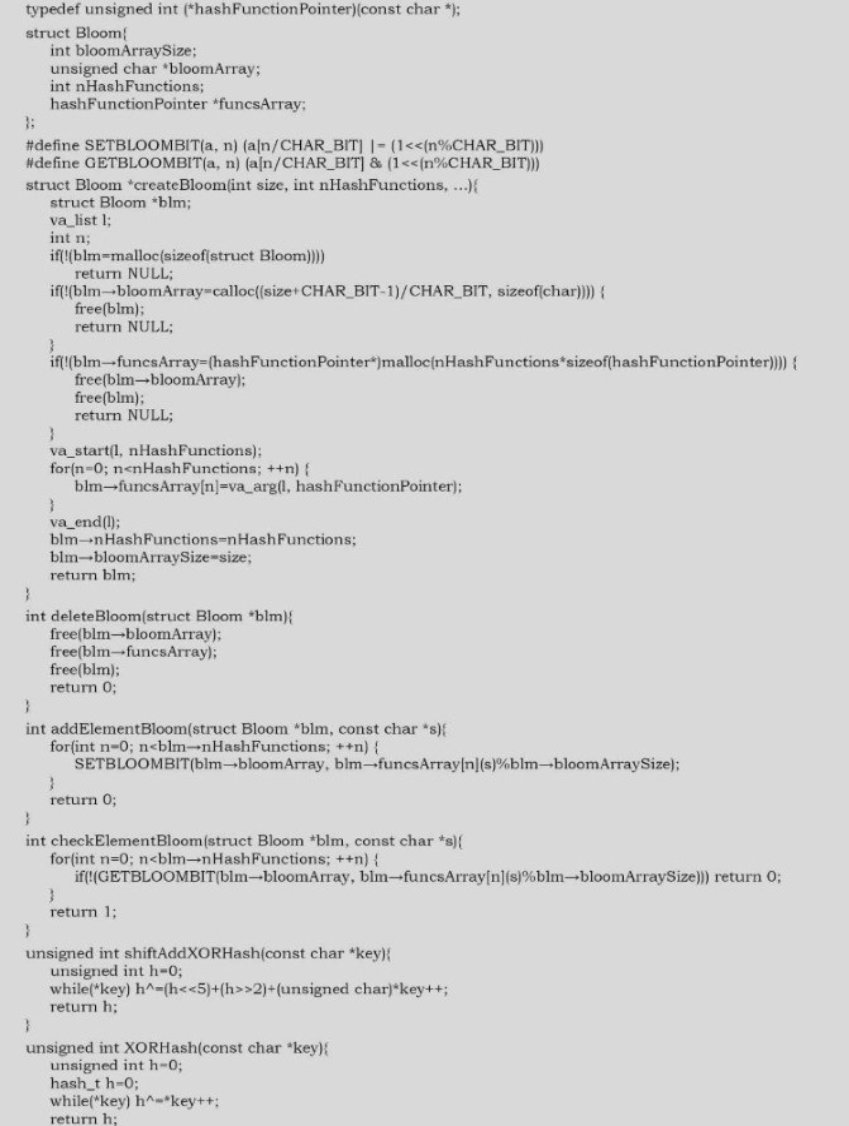 typedef unsigned int (*hashFunctionPointer)(const char *);
struct Bloom{
int bloomArraySize;
unsigned char *bloomArray;
int nHashFunctions;
hashFunctionPointer *funcsArray;
};
#define SETBLOOMBIT(a, n) (a[n/CHAR_BIT] |= (1<<(n%CHAR_BIT)))
#define GETBLOOMBIT(a, n) (a[n/CHAR_BIT] & (1<<(n%CHAR_BIT)))
struct Bloom *createBloom(int size, int nHashFunctions, ...){
struct Bloom *blm;
va_list l;
int n;
if(!(blm=malloc(sizeof(struct Bloom))))
return NULL;
if(!(blm→bloomArray=calloc((size+CHAR_BIT-1)/CHAR_BIT, sizeof(char)))) {
free(blm);
return NULL;
}
if(!(blm→funcsArray=(hashFunctionPointer*)malloc(nHashFunctions*sizeof(hashFunctionPointer)))) {
free(blm→bloomArray);
free(blm);
return NULL;
}
va_start(l, nHashFunctions);
for(n=0; n<nHashFunctions; ++n) {
blm→funcsArray[n]=va_arg(l, hashFunctionPointer);
}
va_end(l);
blm→nHashFunctions=nHashFunctions;
blm→bloomArraySize=size;
return blm;
}
int deleteBloom(struct Bloom *blm){
free(blm→bloomArray);
free(blm→funcsArray);
free(blm);
return 0;
}
int addElementBloom(struct Bloom *blm, const char *s){
for(int n=0; n<blm→nHashFunctions; ++n) {
SETBLOOMBIT(blm→bloomArray, blm→funcsArray[n](s)%blm→bloomArraySize);
}
return 0;
}
int checkElementBloom(struct Bloom *blm, const char *s){
for(int n=0; n<blm→nHashFunctions; ++n) {
if(!(GETBLOOMBIT(blm→bloomArray, blm→funcsArray[n](s)%blm→bloomArraySize))) return 0;
}
return 1;
}
unsigned int shiftAddXORHash(const char *key){
unsigned int h=0;
while(*key) h^=(h<<5)+(h>>2)+(unsigned char)*key++;
return h;
}
unsigned int XORHash(const char *key){
unsigned int h=0;
hash_t h=0;
while(*key) h^=*key++;
return h;